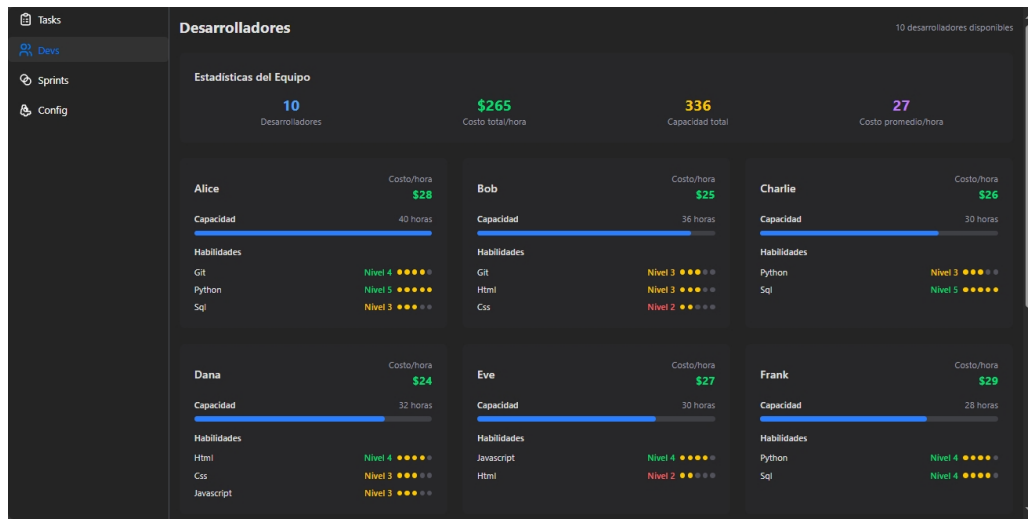 Tasks
Devs
Sprints
Config
Desarrolladores
10 desarrolladores disponibles
Estadísticas del Equipo
10
Desarrolladores
$265
Costo total/hora
336
Capacidad total
27
Costo promedio/hora
Alice
Costo/hora
$28
Capacidad 40 horas
Habilidades
Git Nivel 4
Python Nivel 5
Sql Nivel 3
Bob
Costo/hora
$25
Capacidad 36 horas
Habilidades
Git Nivel 3
Html Nivel 3
Css Nivel 2
Charlie
Costo/hora
$26
Capacidad 30 horas
Habilidades
Python Nivel 3
Sql Nivel 5
Dana
Costo/hora
$24
Capacidad 32 horas
Habilidades
Html Nivel 4
Css Nivel 3
Javascript Nivel 3
Eve
Costo/hora
$27
Capacidad 30 horas
Habilidades
Javascript Nivel 4
Html Nivel 2
Frank
Costo/hora
$29
Capacidad 28 horas
Habilidades
Python Nivel 4
Sql Nivel 4